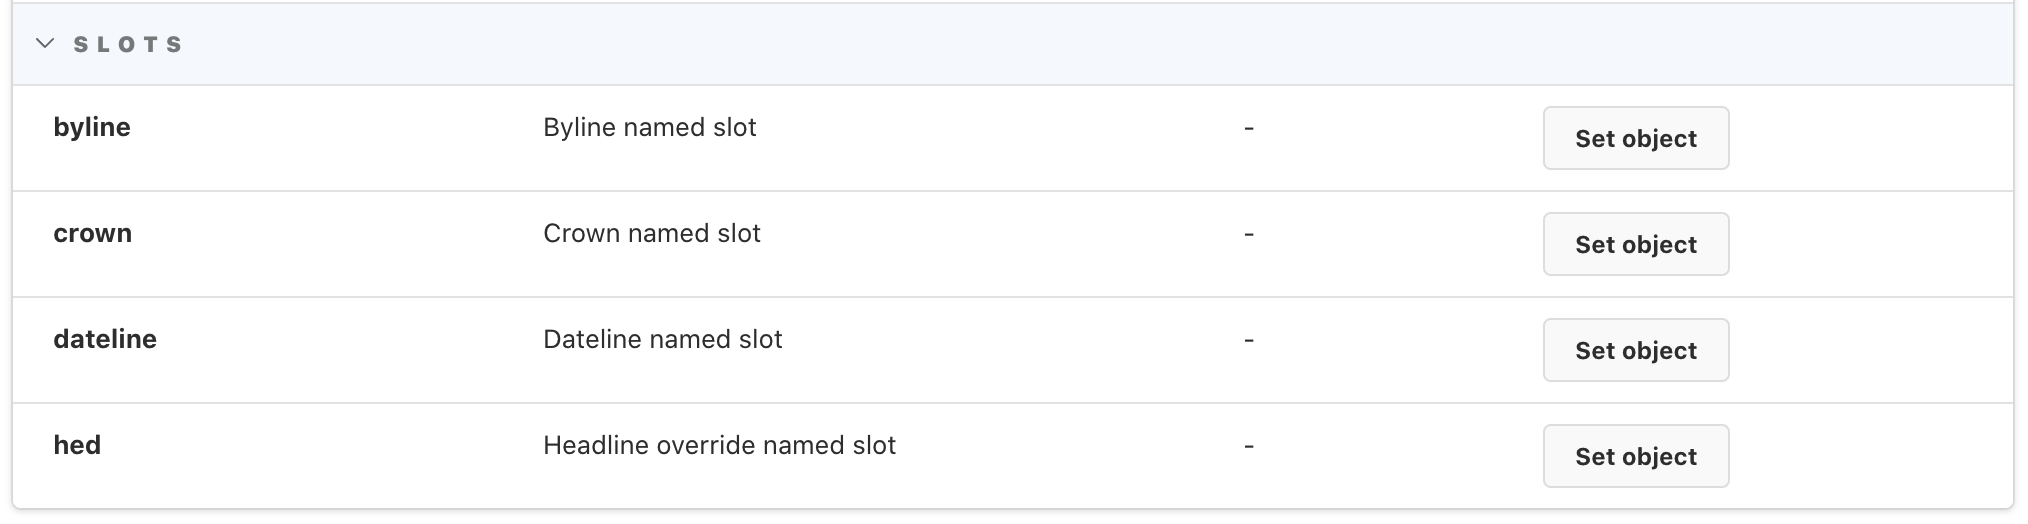 SLOTS
byline Byline named slot - Set object
crown Crown named slot - Set object
dateline Dateline named slot - Set object
hed Headline override named slot - Set object